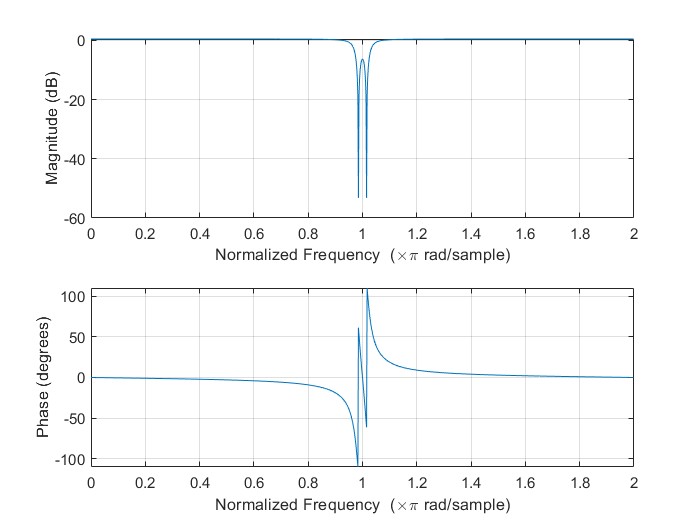 0
-20
-40
-60
Magnitude (dB)
0 0.2 0.4 0.6 0.8 1 1.2 1.4 1.6 1.8 2
Normalized Frequency (×π rad/sample)
100
50
0
-50
-100
Phase (degrees)
0 0.2 0.4 0.6 0.8 1 1.2 1.4 1.6 1.8 2
Normalized Frequency (×π rad/sample)